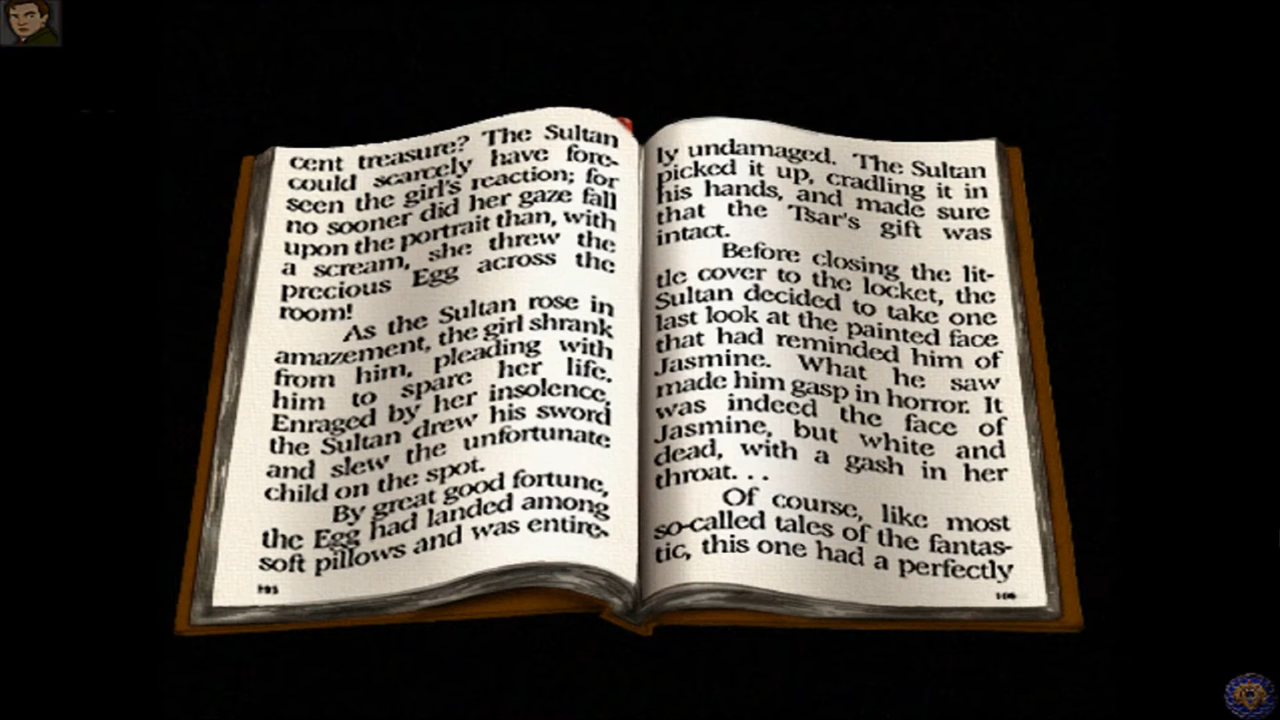 cent treasure? The Sultan
could scarcely have fore-
seen the girl's reaction; for
no sooner did her gaze fall
upon the portrait than, with
a scream, she threw the
precious Egg across the
room!
As the Sultan rose in
amazement, the girl shrank
from him, pleading with
him to spare her life.
Enraged by her insolence,
the Sultan drew his sword
and slew the unfortunate
child on the spot.
By great good fortune,
the Egg had landed among
soft pillows and was entire-
ly undamaged. The Sultan
picked it up, cradling it in
his hands, and made sure
that the Tsar's gift was
intact.
Before closing the lit-
tle cover to the locket, the
Sultan decided to take one
last look at the painted face
that had reminded him of
Jasmine. What he saw
made him gasp in horror. It
was indeed the face of
Jasmine, but white and
dead, with a gash in her
throat. . .
Of course, like most
so-called tales of the fantas-
tic, this one had a perfectly